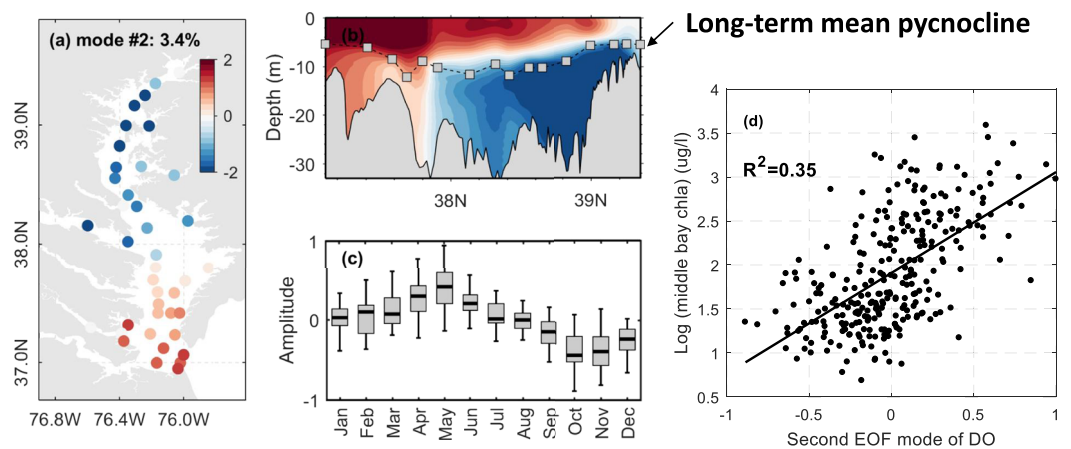 Long-term mean pycnocline
(a) mode #2: 3.4%
2
1
0
-1
-2
39.0N
38.0N
37.0N
76.8W 76.4W 76.0W
(b)
Depth (m)
0
-10
-20
-30
38N 39N
(c)
Amplitude
1
0
-1
Jan Feb Mar Apr May Jun Jul Aug Sep Oct Nov Dec
(d)
R²=0.35
Log (middle bay chla) (ug/l)
4
3.5
3
2.5
2
1.5
1
0.5
-1 -0.5 0 0.5 1
Second EOF mode of DO